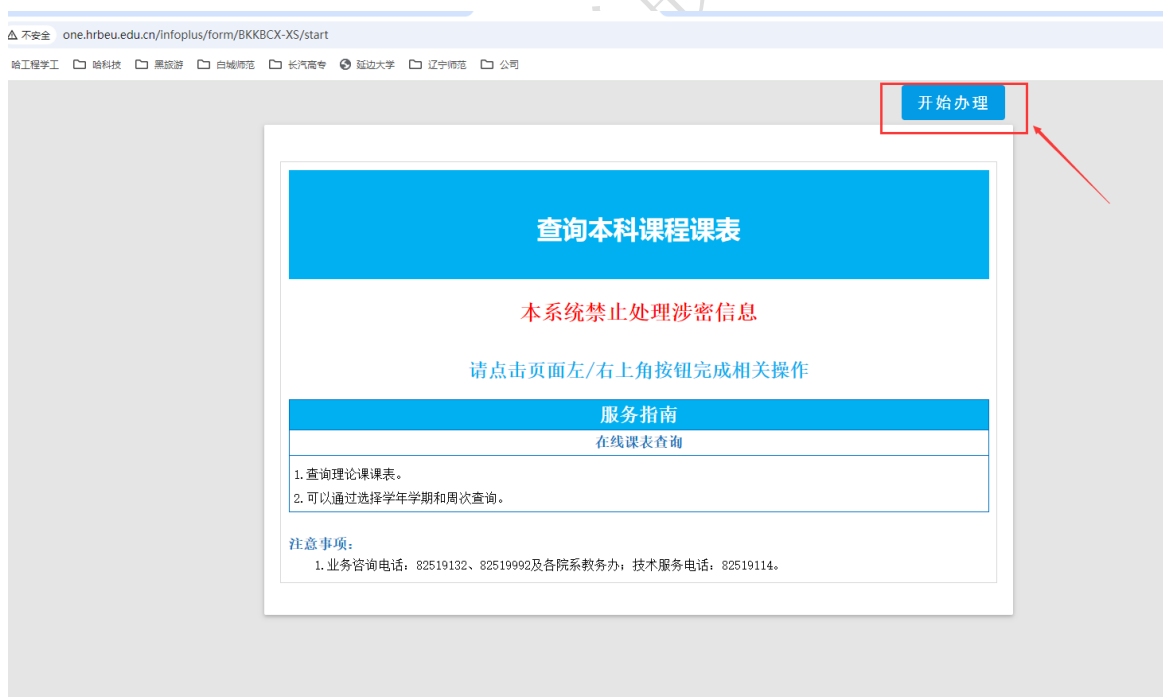 不安全 one.hrbeu.edu.cn/infoplus/form/BKKBCX-XS/start
哈工程学工 哈科技 黑旅游 白城师范 长汽高专 延边大学 辽宁师范 公司
开始办理
查询本科课程课表
本系统禁止处理涉密信息
请点击页面左/右上角按钮完成相关操作
服务指南
在线课表查询
1.查询理论课课表。
2.可以通过选择学年学期和周次查询。
注意事项：
1.业务咨询电话：82519132、82519992及各院系教务办；技术服务电话：82519114。